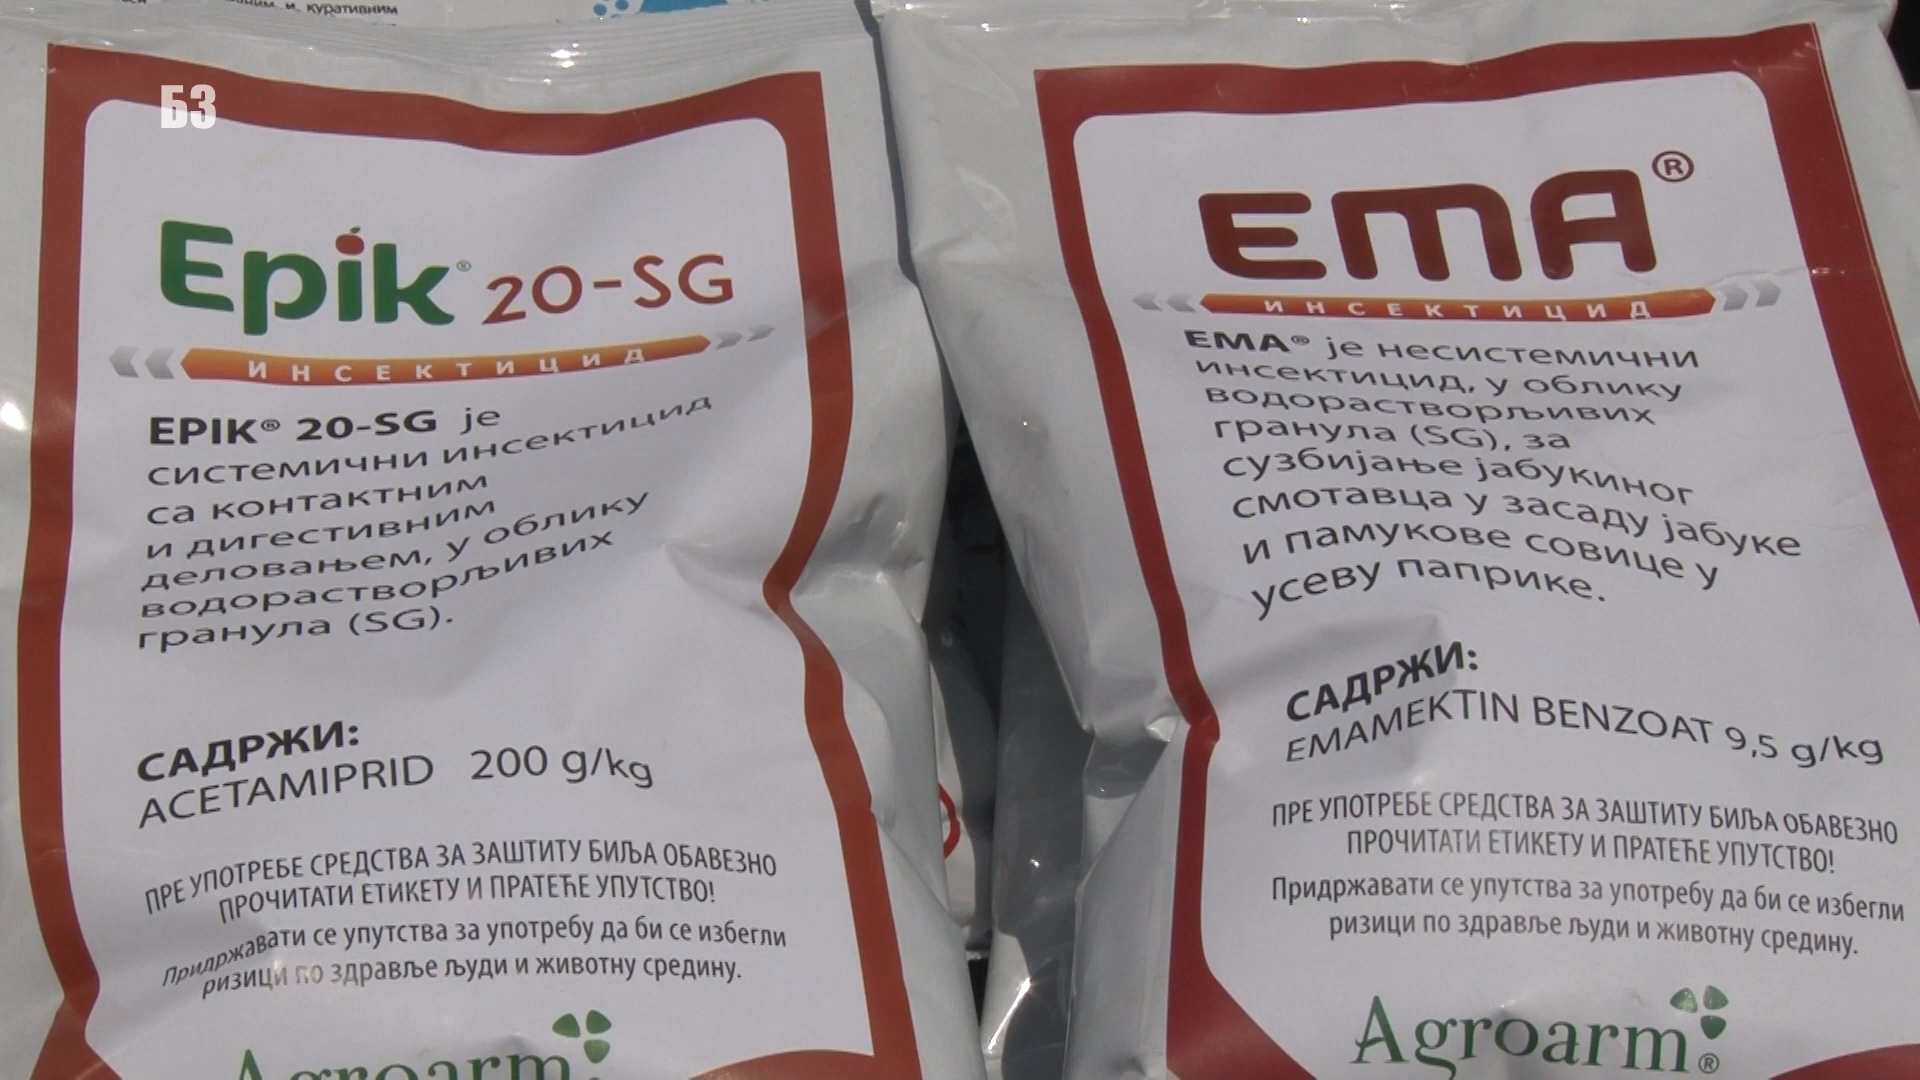 и куративним
БЗ
Epik® 20-SG
ИНСЕКТИЦИД
EPIK® 20-SG је
системични инсектицид
са контактним
и дигестивним
деловањем, у облику
водорастворљивих
гранула (SG).
САДРЖИ:
ACETAMIPRID 200 g/kg
ПРЕ УПОТРЕБЕ СРЕДСТВА ЗА ЗАШТИТУ БИЉА ОБАВЕЗНО
ПРОЧИТАТИ ЕТИКЕТУ И ПРАТЕЋЕ УПУТСТВО!
Придржавати се упутства за употребу да би се избегли
ризици по здравље људи и животну средину.
Agroarm
EMA®
ИНСЕКТИЦИД
EMA® је несистемични
инсектицид, у облику
водорастворљивих
гранула (SG), за
сузбијање јабукиног
смотавца у засаду јабуке
и памукове совице у
усеву паприке.
САДРЖИ:
EMAMEKTIN BENZOAT 9,5 g/kg
ПРЕ УПОТРЕБЕ СРЕДСТВА ЗА ЗАШТИТУ БИЉА ОБАВЕЗНО
ПРОЧИТАТИ ЕТИКЕТУ И ПРАТЕЋЕ УПУТСТВО!
Придржавати се упутства за употребу да би се избегли
ризици по здравље људи и животну средину.
Agroarm®